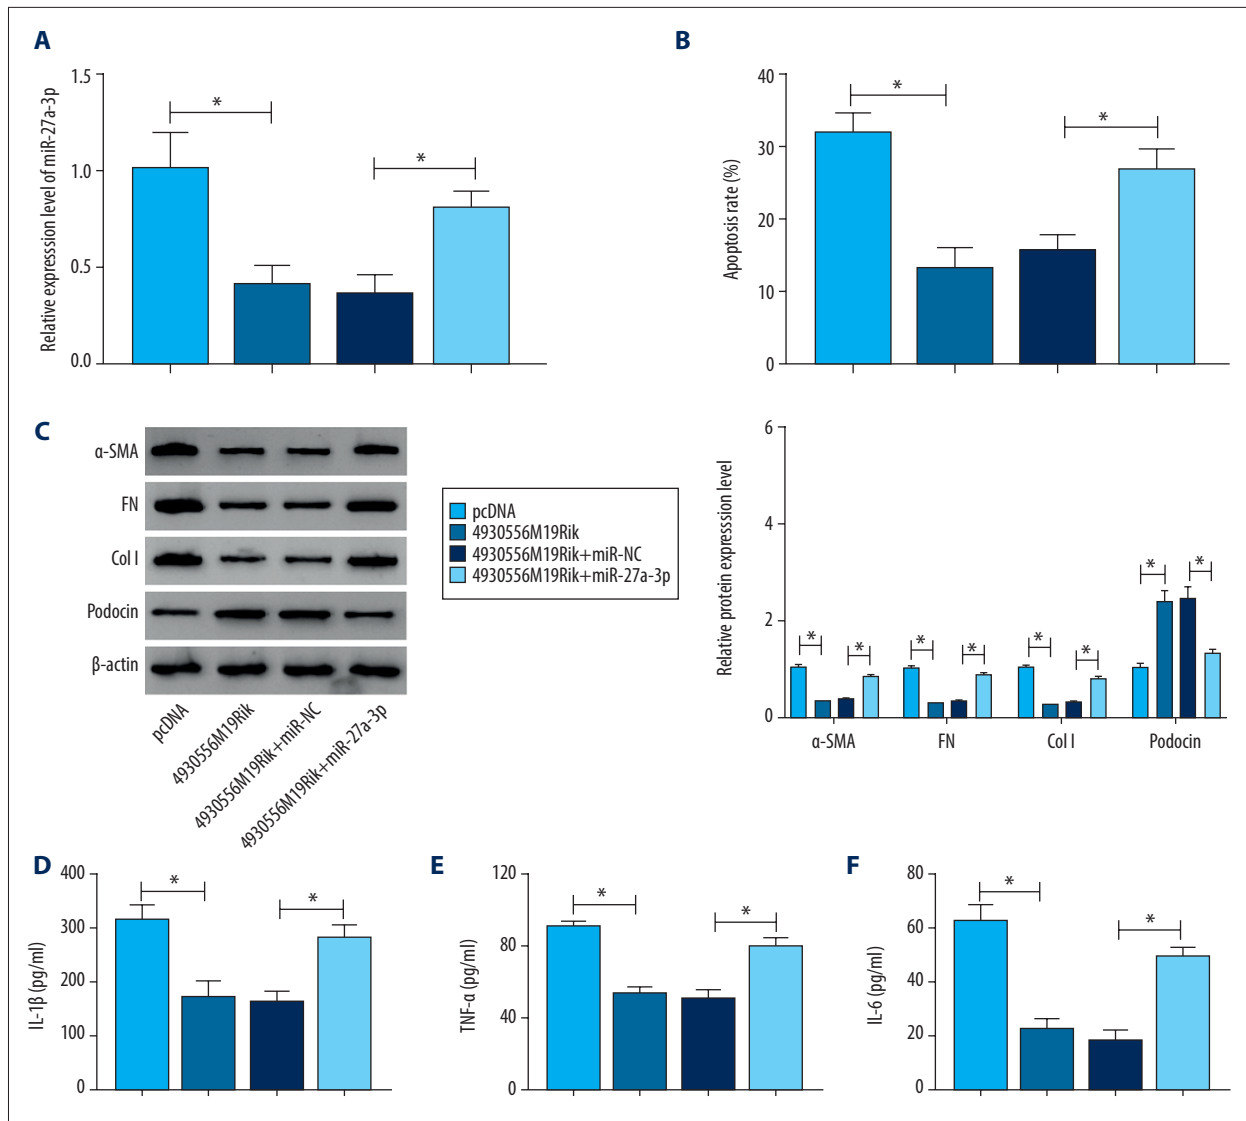 A
Relative experssion level of miR-27a-3p
1.5
1.0
0.5
0.0
*
*
B
Apoptosis rate (%)
40
30
20
10
0
*
*
C
α-SMA
FN
Col I
Podocin
β-actin
pcDNA
4930556M19Rik
4930556M19Rik+miR-NC
4930556M19Rik+miR-27a-3p
pcDNA
4930556M19Rik
4930556M19Rik+miR-NC
4930556M19Rik+miR-27a-3p
Relative protein experssion level
6
4
2
0
*
*
*
*
*
*
*
*
α-SMA
FN
Col I
Podocin
D
IL-1β (pg/ml)
400
300
200
100
0
*
*
E
TNF-α (pg/ml)
120
80
40
0
*
*
F
IL-6 (pg/ml)
80
60
40
20
0
*
*